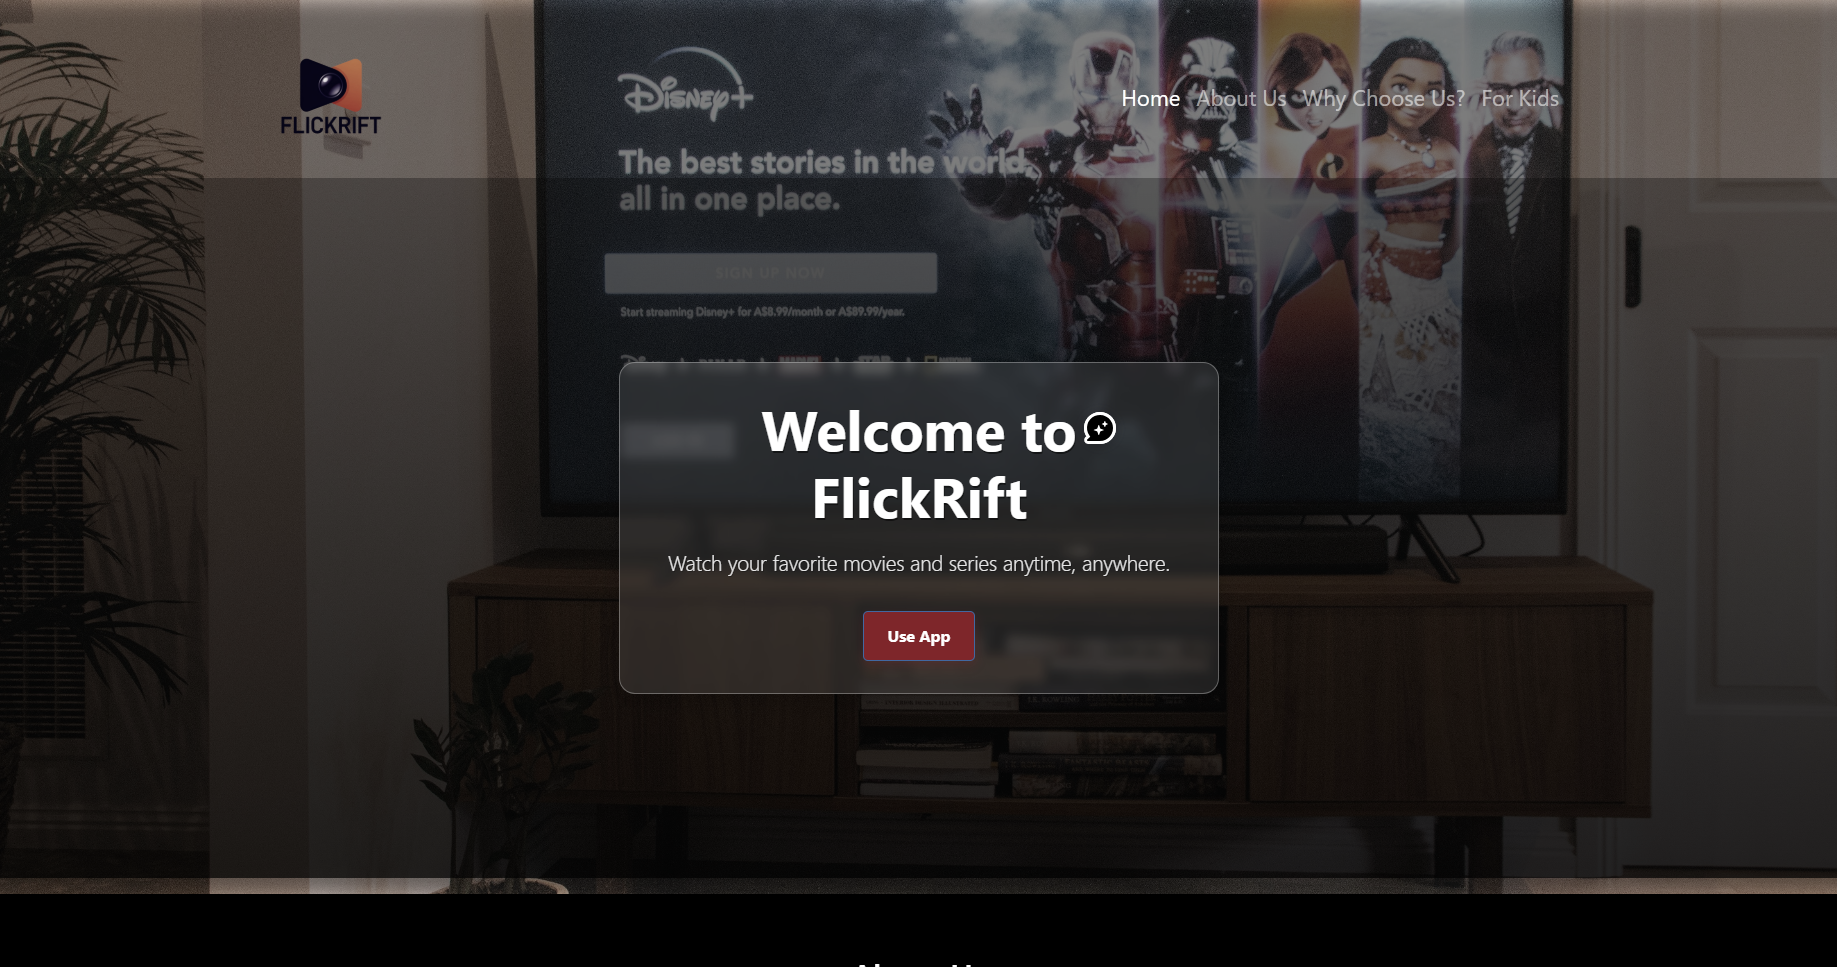 FLICKRIFT
Home About Us Why Choose Us? For Kids
Disney+
The best stories in the world,
all in one place.
SIGN UP NOW
Start streaming Disney+ for A$8.99/month or A$89.99/year.
Welcome to
FlickRift
Watch your favorite movies and series anytime, anywhere.
Use App